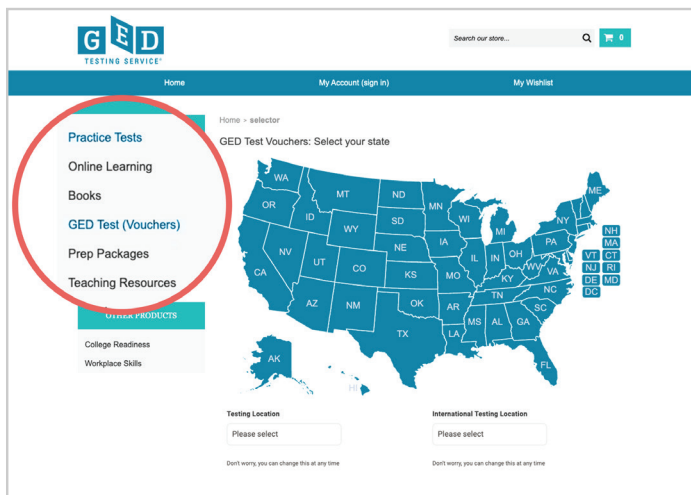 GED
TESTING SERVICE®
Search our store...
0
Home
My Account (sign in)
My Wishlist
Practice Tests
Online Learning
Books
GED Test (Vouchers)
Prep Packages
Teaching Resources
OTHER PRODUCTS
College Readiness
Workplace Skills
Home > selector
GED Test Vouchers: Select your state
WA
MT
ND
MN
ME
OR
ID
SD
WI
NY
WY
MI
NH
IA
PA
MA
NE
NV
IL
IN
OH
VT
CT
UT
CO
WV
NJ
RI
CA
KS
MO
KY
VA
DE
MD
NC
DC
TN
AZ
NM
OK
AR
SC
MS
AL
GA
TX
LA
AK
FL
HI
Testing Location
International Testing Location
Please select
Please select
Don't worry, you can change this at any time
Don't worry, you can change this at any time